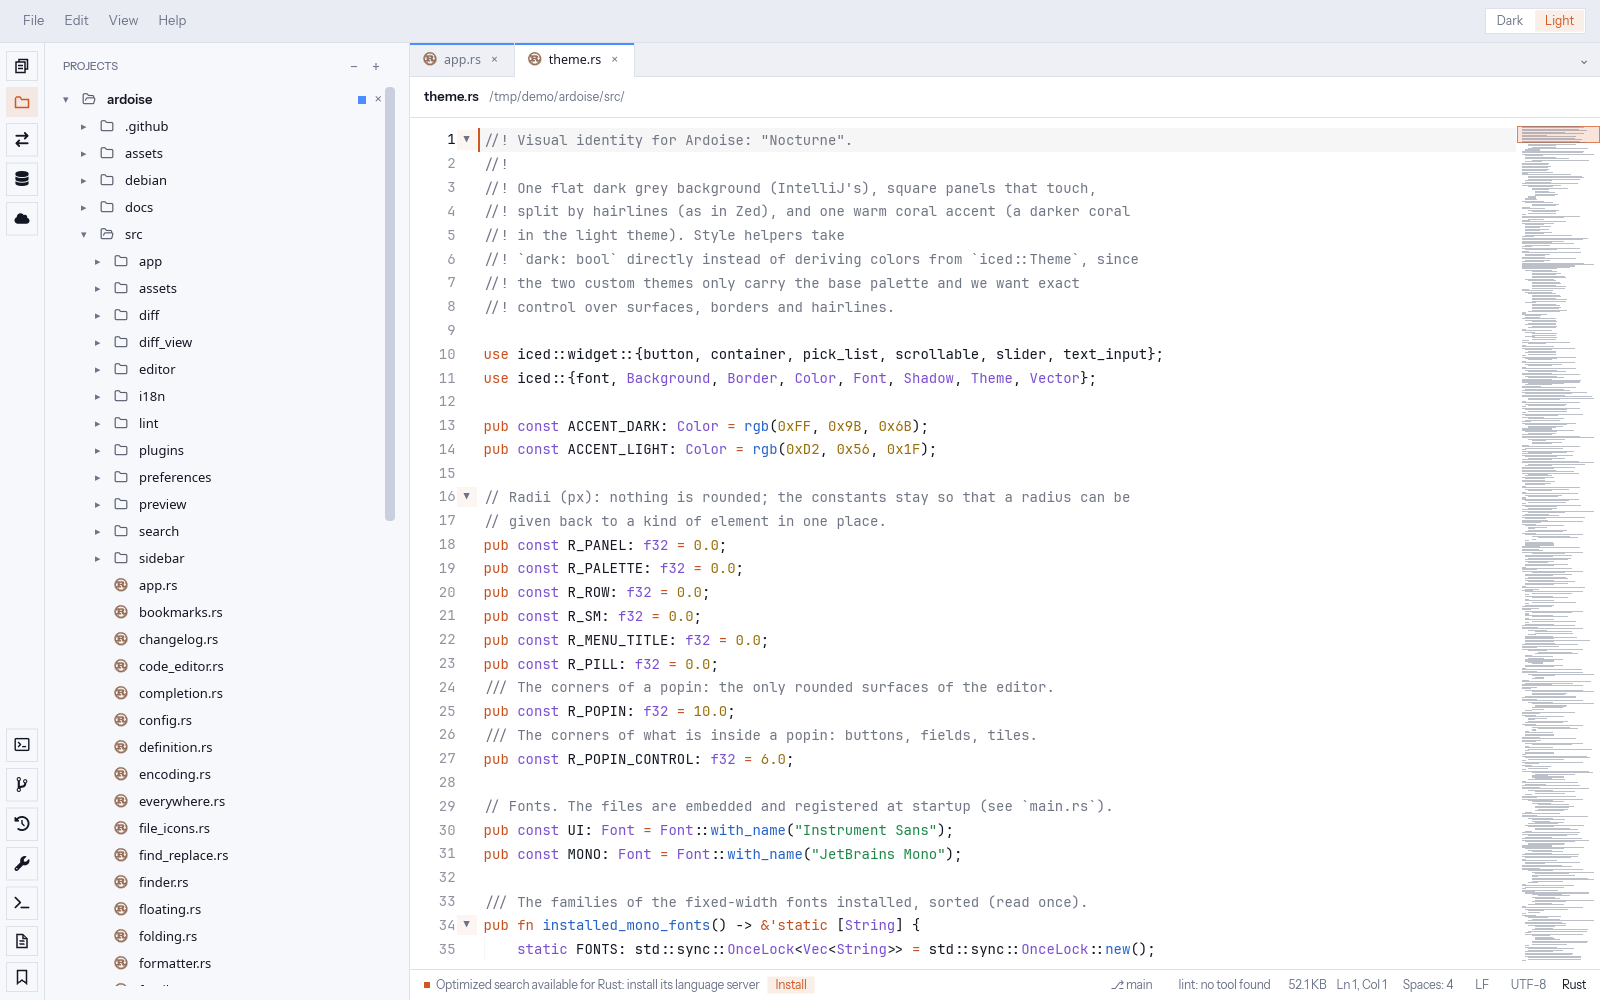 File Edit View Help
Dark Light
PROJECTS
ardoise
.github
assets
debian
docs
src
app
assets
diff
diff_view
editor
i18n
lint
plugins
preferences
preview
search
sidebar
app.rs
bookmarks.rs
changelog.rs
code_editor.rs
completion.rs
config.rs
definition.rs
encoding.rs
everywhere.rs
file_icons.rs
find_replace.rs
finder.rs
floating.rs
folding.rs
formatter.rs
app.rs × theme.rs ×
theme.rs /tmp/demo/ardoise/src/
1 //! Visual identity for Ardoise: "Nocturne".
2 //!
3 //! One flat dark grey background (IntelliJ's), square panels that touch,
4 //! split by hairlines (as in Zed), and one warm coral accent (a darker coral
5 //! in the light theme). Style helpers take
6 //! `dark: bool` directly instead of deriving colors from `iced::Theme`, since
7 //! the two custom themes only carry the base palette and we want exact
8 //! control over surfaces, borders and hairlines.
9
10 use iced::widget::{button, container, pick_list, scrollable, slider, text_input};
11 use iced::{font, Background, Border, Color, Font, Shadow, Theme, Vector};
12
13 pub const ACCENT_DARK: Color = rgb(0xFF, 0x9B, 0x6B);
14 pub const ACCENT_LIGHT: Color = rgb(0xD2, 0x56, 0x1F);
15
16 // Radii (px): nothing is rounded; the constants stay so that a radius can be
17 // given back to a kind of element in one place.
18 pub const R_PANEL: f32 = 0.0;
19 pub const R_PALETTE: f32 = 0.0;
20 pub const R_ROW: f32 = 0.0;
21 pub const R_SM: f32 = 0.0;
22 pub const R_MENU_TITLE: f32 = 0.0;
23 pub const R_PILL: f32 = 0.0;
24 /// The corners of a popin: the only rounded surfaces of the editor.
25 pub const R_POPIN: f32 = 10.0;
26 /// The corners of what is inside a popin: buttons, fields, tiles.
27 pub const R_POPIN_CONTROL: f32 = 6.0;
28
29 // Fonts. The files are embedded and registered at startup (see `main.rs`).
30 pub const UI: Font = Font::with_name("Instrument Sans");
31 pub const MONO: Font = Font::with_name("JetBrains Mono");
32
33 /// The families of the fixed-width fonts installed, sorted (read once).
34 pub fn installed_mono_fonts() -> &'static [String] {
35 static FONTS: std::sync::OnceLock<Vec<String>> = std::sync::OnceLock::new();
Optimized search available for Rust: install its language server Install
main lint: no tool found 52.1 KB Ln 1, Col 1 Spaces: 4 LF UTF-8 Rust